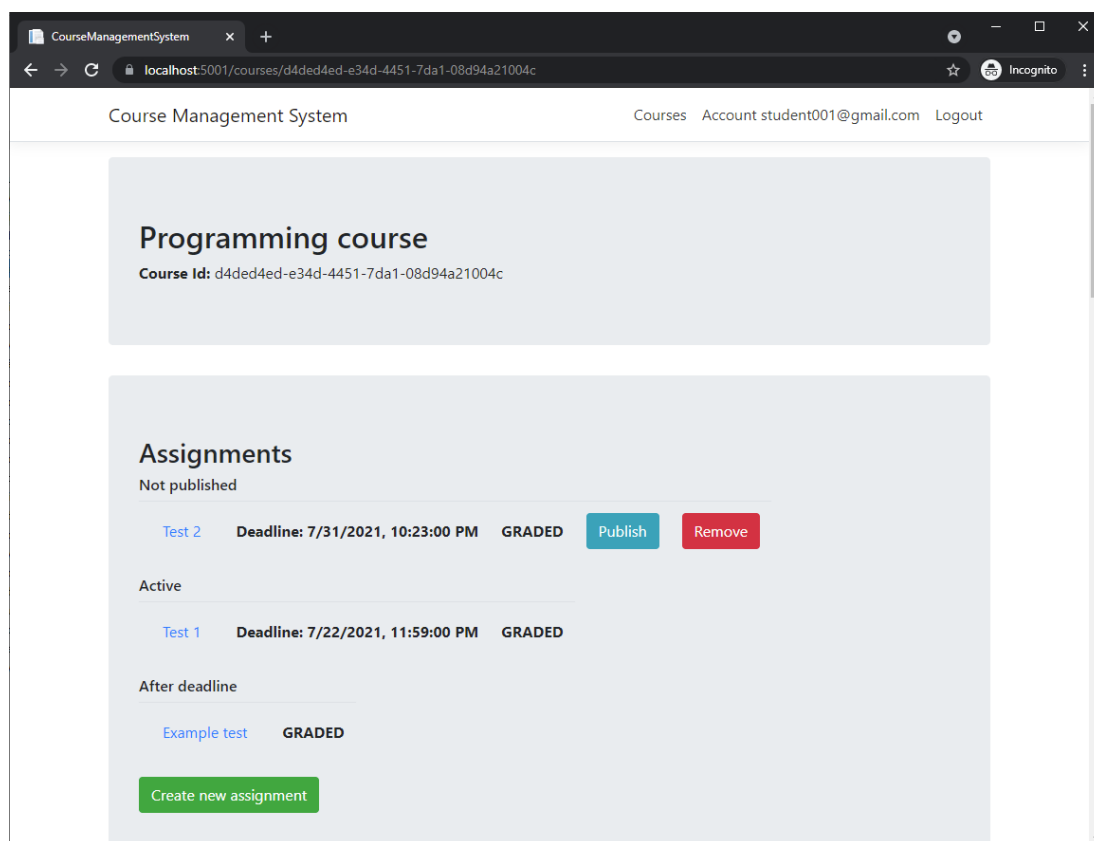 CourseManagementSystem
localhost:5001/courses/d4ded4ed-e34d-4451-7da1-08d94a21004c
Incognito
Course Management System
Courses Account student001@gmail.com Logout
Programming course
Course Id: d4ded4ed-e34d-4451-7da1-08d94a21004c
Assignments
Not published
Test 2 Deadline: 7/31/2021, 10:23:00 PM GRADED Publish Remove
Active
Test 1 Deadline: 7/22/2021, 11:59:00 PM GRADED
After deadline
Example test GRADED
Create new assignment